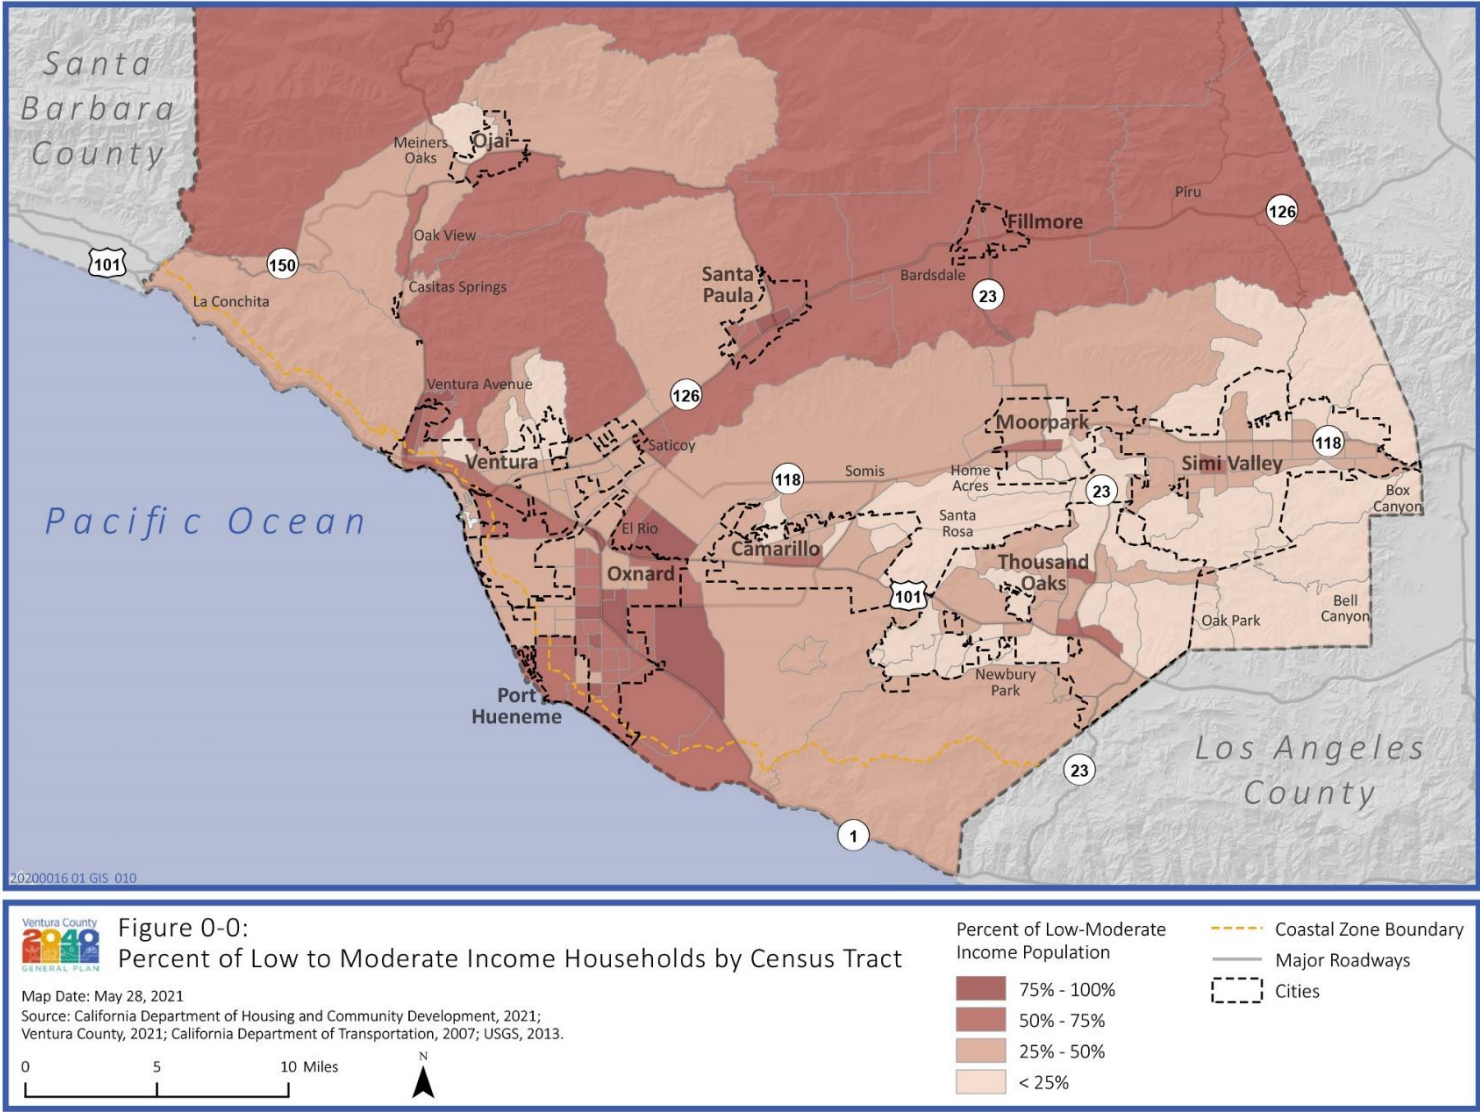 Santa
Barbara
County
Meiners
Oaks
Ojai
Piru
126
Fillmore
Oak View
101
150
Santa
Paula
Bardsdale
Casitas Springs
La Conchita
23
Ventura Avenue
126
Moorpark
Saticoy
118
Ventura
Simi Valley
118
Somis
Home
Acres
23
Box
Canyon
Pacific Ocean
El Rio
Santa
Rosa
Camarillo
Oxnard
Thousand
Oaks
101
Bell
Canyon
Oak Park
Newbury
Park
Port
Hueneme
Los Angeles
County
23
1
20200016 01 GIS 010
Ventura County
2040
GENERAL PLAN
Figure 0-0:
Percent of Low to Moderate Income Households by Census Tract
Map Date: May 28, 2021
Source: California Department of Housing and Community Development, 2021;
Ventura County, 2021; California Department of Transportation, 2007; USGS, 2013.
0 5 10 Miles
N
Percent of Low-Moderate
Income Population
75% - 100%
50% - 75%
25% - 50%
< 25%
Coastal Zone Boundary
Major Roadways
Cities